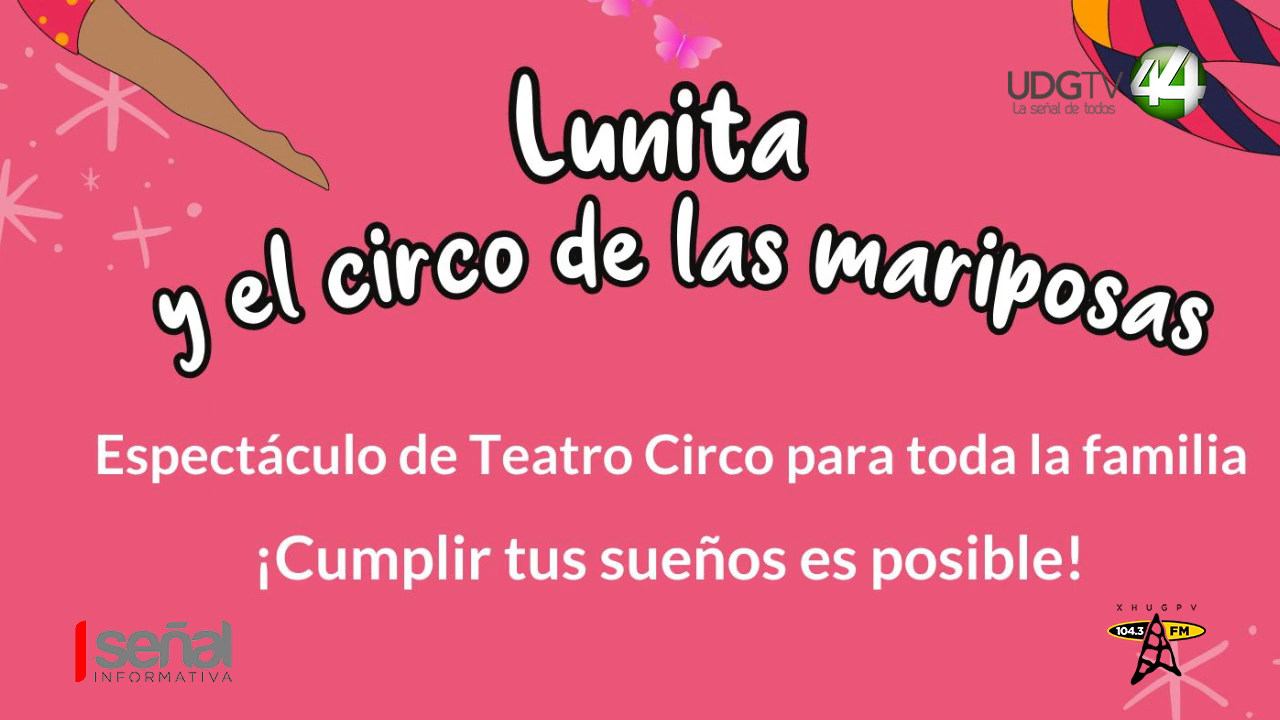 UDGTV 44
La señal de todos
Lunita
y el circo de las mariposas
Espectáculo de Teatro Circo para toda la familia
¡Cumplir tus sueños es posible!
señal
INFORMATIVA
XHUGPV
104.3 FM